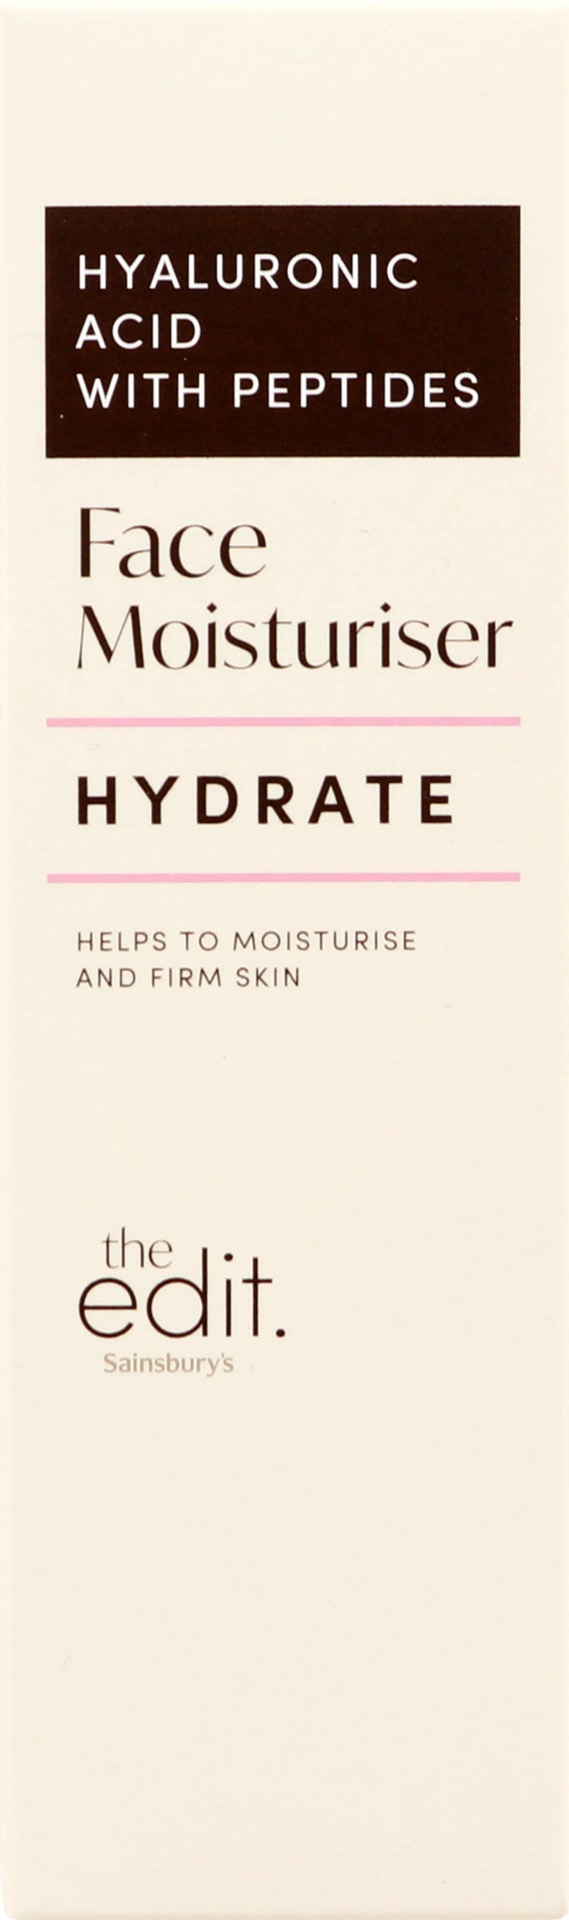 HYALURONIC
ACID
WITH PEPTIDES
Face
Moisturiser
HYDRATE
HELPS TO MOISTURISE
AND FIRM SKIN
the
edit.
Sainsbury's